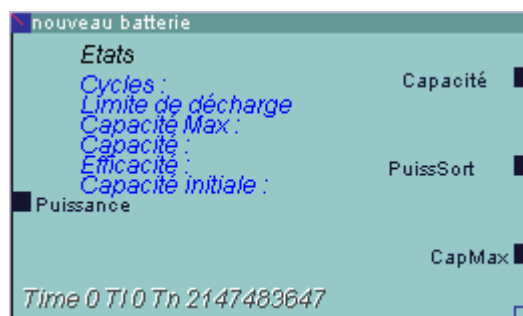 nouveau batterie
Etats
Cycles :
Limite de décharge
Capacité Max :
Capacité :
Efficacité :
Capacité initiale :
Puissance
Capacité
PuissSort
CapMax
Time 0 Tl 0 Tn 2147483647